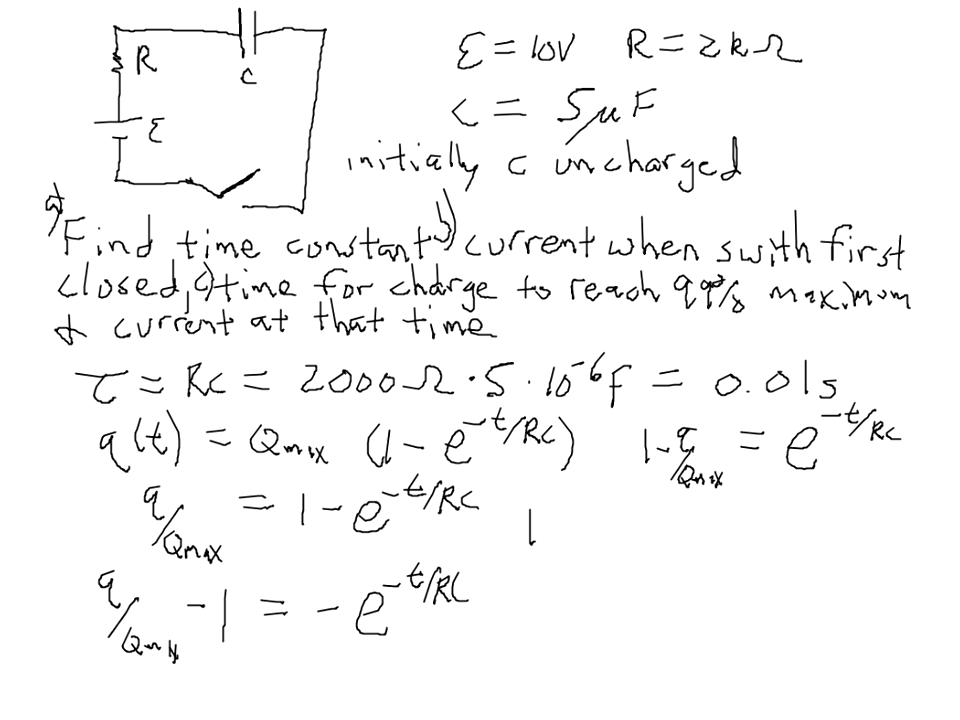 R
C
ε
ε = 10V R = 2kΩ
C = 5μF
initially C uncharged
a) Find time constant b) current when swith first
closed, c) time for charge to reach 99% maximum
& current at that time
τ = RC = 2000Ω · 5 · 10^-6 F = 0.01s
q(t) = Qmax (1 - e^-t/RC) 1 - q/Qmax = e^-t/RC
q/Qmax = 1 - e^-t/RC l
q/Qmax - 1 = - e^-t/RC